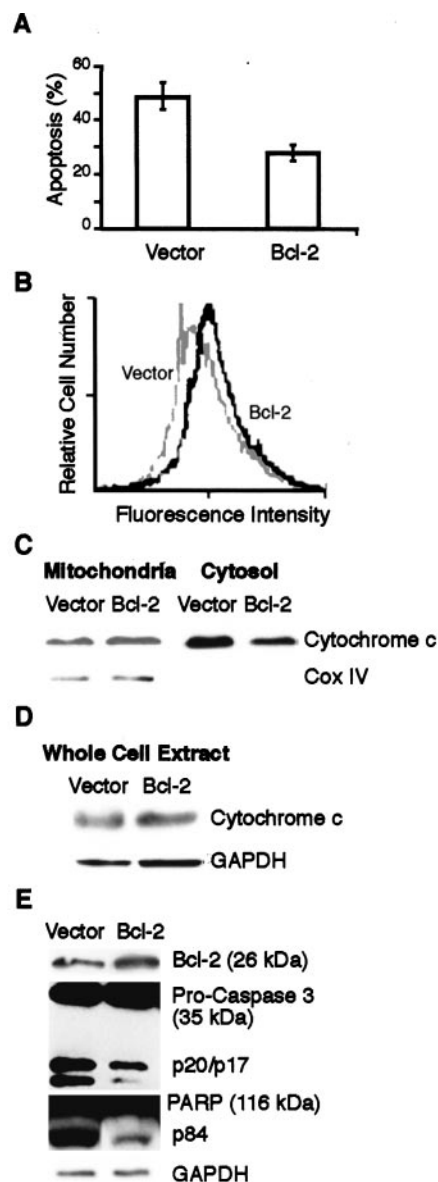 A
Apoptosis (%)
60
40
20
0
Vector Bcl-2
B
Relative Cell Number
Vector
Bcl-2
Fluorescence Intensity
C
Mitochondria Cytosol
Vector Bcl-2 Vector Bcl-2
Cytochrome c
Cox IV
D
Whole Cell Extract
Vector Bcl-2
Cytochrome c
GAPDH
E
Vector Bcl-2
Bcl-2 (26 kDa)
Pro-Caspase 3
(35 kDa)
p20/p17
PARP (116 kDa)
p84
GAPDH